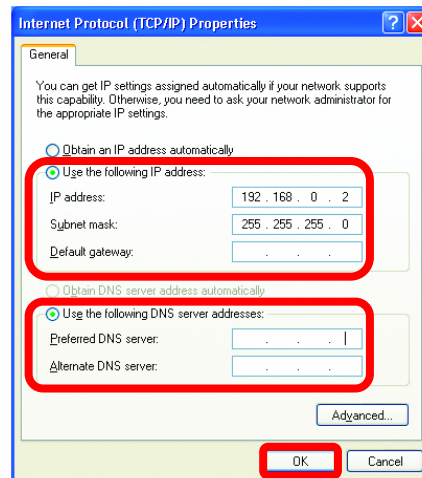 Internet Protocol (TCP/IP) Properties
General
You can get IP settings assigned automatically if your network supports
this capability. Otherwise, you need to ask your network administrator for
the appropriate IP settings.
Obtain an IP address automatically
Use the following IP address:
IP address: 192 . 168 . 0 . 2
Subnet mask: 255 . 255 . 255 . 0
Default gateway: . . .
Obtain DNS server address automatically
Use the following DNS server addresses:
Preferred DNS server: . . .
Alternate DNS server: . . .
Advanced...
OK Cancel